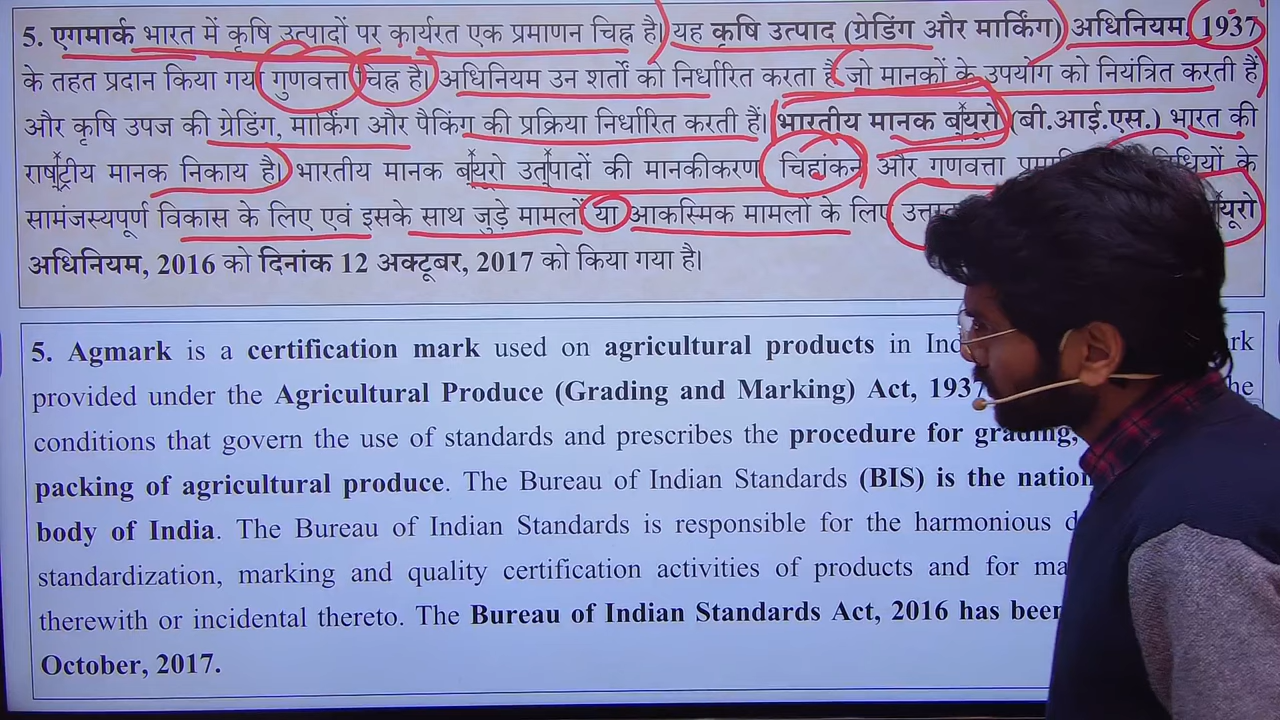 5. एगमार्क भारत में कृषि उत्पादों पर कार्यरत एक प्रमाणन चिह्न है। यह कृषि उत्पाद (ग्रेडिंग और मार्किंग) अधिनियम, 1937
के तहत प्रदान किया गया गुणवत्ता चिह्न है। अधिनियम उन शर्तों को निर्धारित करता है जो मानकों के उपयोग को नियंत्रित करती हैं
और कृषि उपज की ग्रेडिंग, मार्किंग और पैकिंग की प्रक्रिया निर्धारित करती हैं। भारतीय मानक ब्यूरो (बी.आई.एस.) भारत की
राष्ट्रीय मानक निकाय है। भारतीय मानक ब्यूरो उत्पादों की मानकीकरण चिह्नांकन और गुणवत्ता के
सामंजस्यपूर्ण विकास के लिए एवं इसके साथ जुड़े मामलों या आकस्मिक मामलों के लिए
अधिनियम, 2016 को दिनांक 12 अक्टूबर, 2017 को किया गया है।
5. Agmark is a certification mark used on agricultural products in
provided under the Agricultural Produce (Grading and Marking) Act, 1937
conditions that govern the use of standards and prescribes the procedure for grading,
packing of agricultural produce. The Bureau of Indian Standards (BIS) is the
body of India. The Bureau of Indian Standards is responsible for the harmonious
standardization, marking and quality certification activities of products and for
therewith or incidental thereto. The Bureau of Indian Standards Act, 2016 has been
October, 2017.